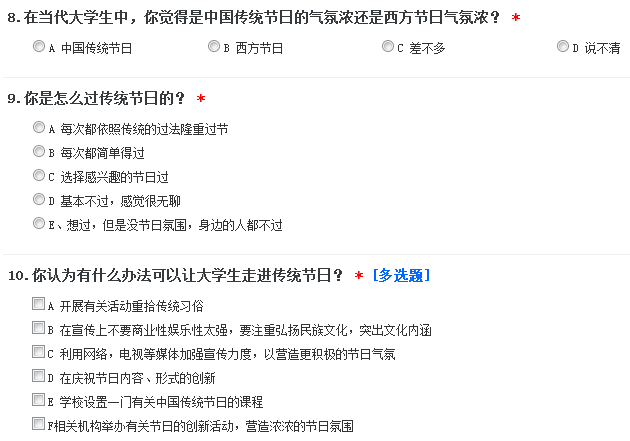 8.在当代大学生中，你觉得是中国传统节日的气氛浓还是西方节日气氛浓？ *
A 中国传统节日 B 西方节日 C 差不多 D 说不清
9.你是怎么过传统节日的？ *
A 每次都依照传统的过法隆重过节
B 每次都简单得过
C 选择感兴趣的节日过
D 基本不过，感觉很无聊
E、想过，但是没节日氛围，身边的人都不过
10.你认为有什么办法可以让大学生走进传统节日？ * [多选题]
A 开展有关活动重拾传统习俗
B 在宣传上不要商业性娱乐性太强，要注重弘扬民族文化，突出文化内涵
C 利用网络，电视等媒体加强宣传力度，以营造更积极的节日气氛
D 在庆祝节日内容、形式的创新
E 学校设置一门有关中国传统节日的课程
F相关机构举办有关节日的创新活动，营造浓浓的节日氛围